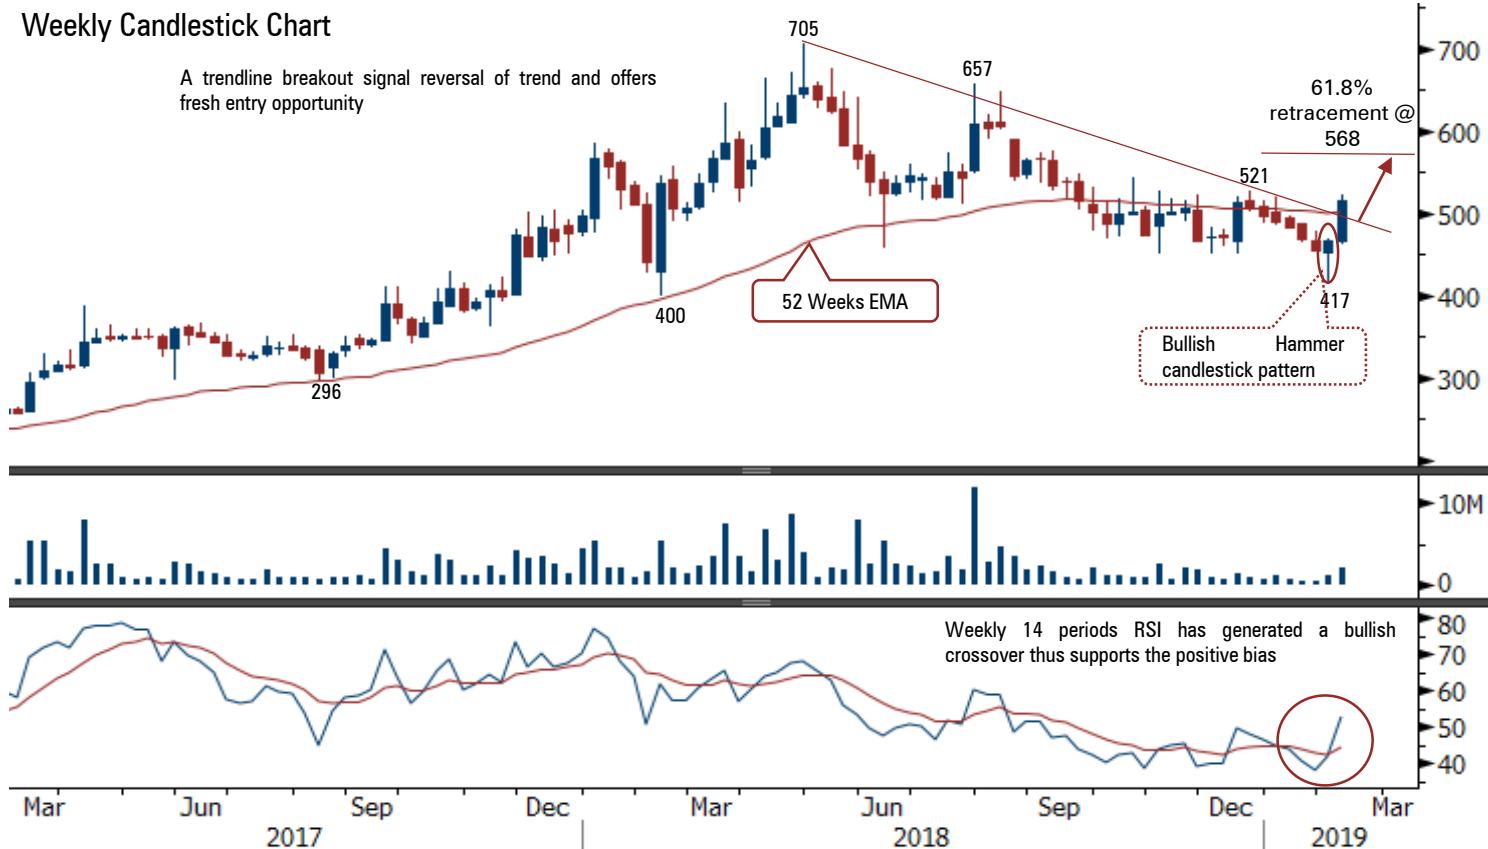 Weekly Candlestick Chart
A trendline breakout signal reversal of trend and offers
fresh entry opportunity
705
657
61.8%
retracement @
568
521
52 Weeks EMA
400
296
417
Bullish Hammer
candlestick pattern
700
600
500
400
300
10M
0
Weekly 14 periods RSI has generated a bullish
crossover thus supports the positive bias
80
70
60
50
40
Mar Jun Sep Dec Mar Jun Sep Dec Mar
2017 2018 2019